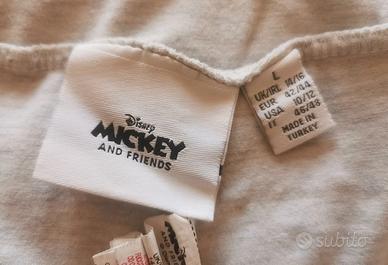 Disney
MICKEY
AND FRIENDS
L
UK/IRL 14/16
EUR 42/44
USA 10/12
IT 46/48
MADE IN
TURKEY
subito